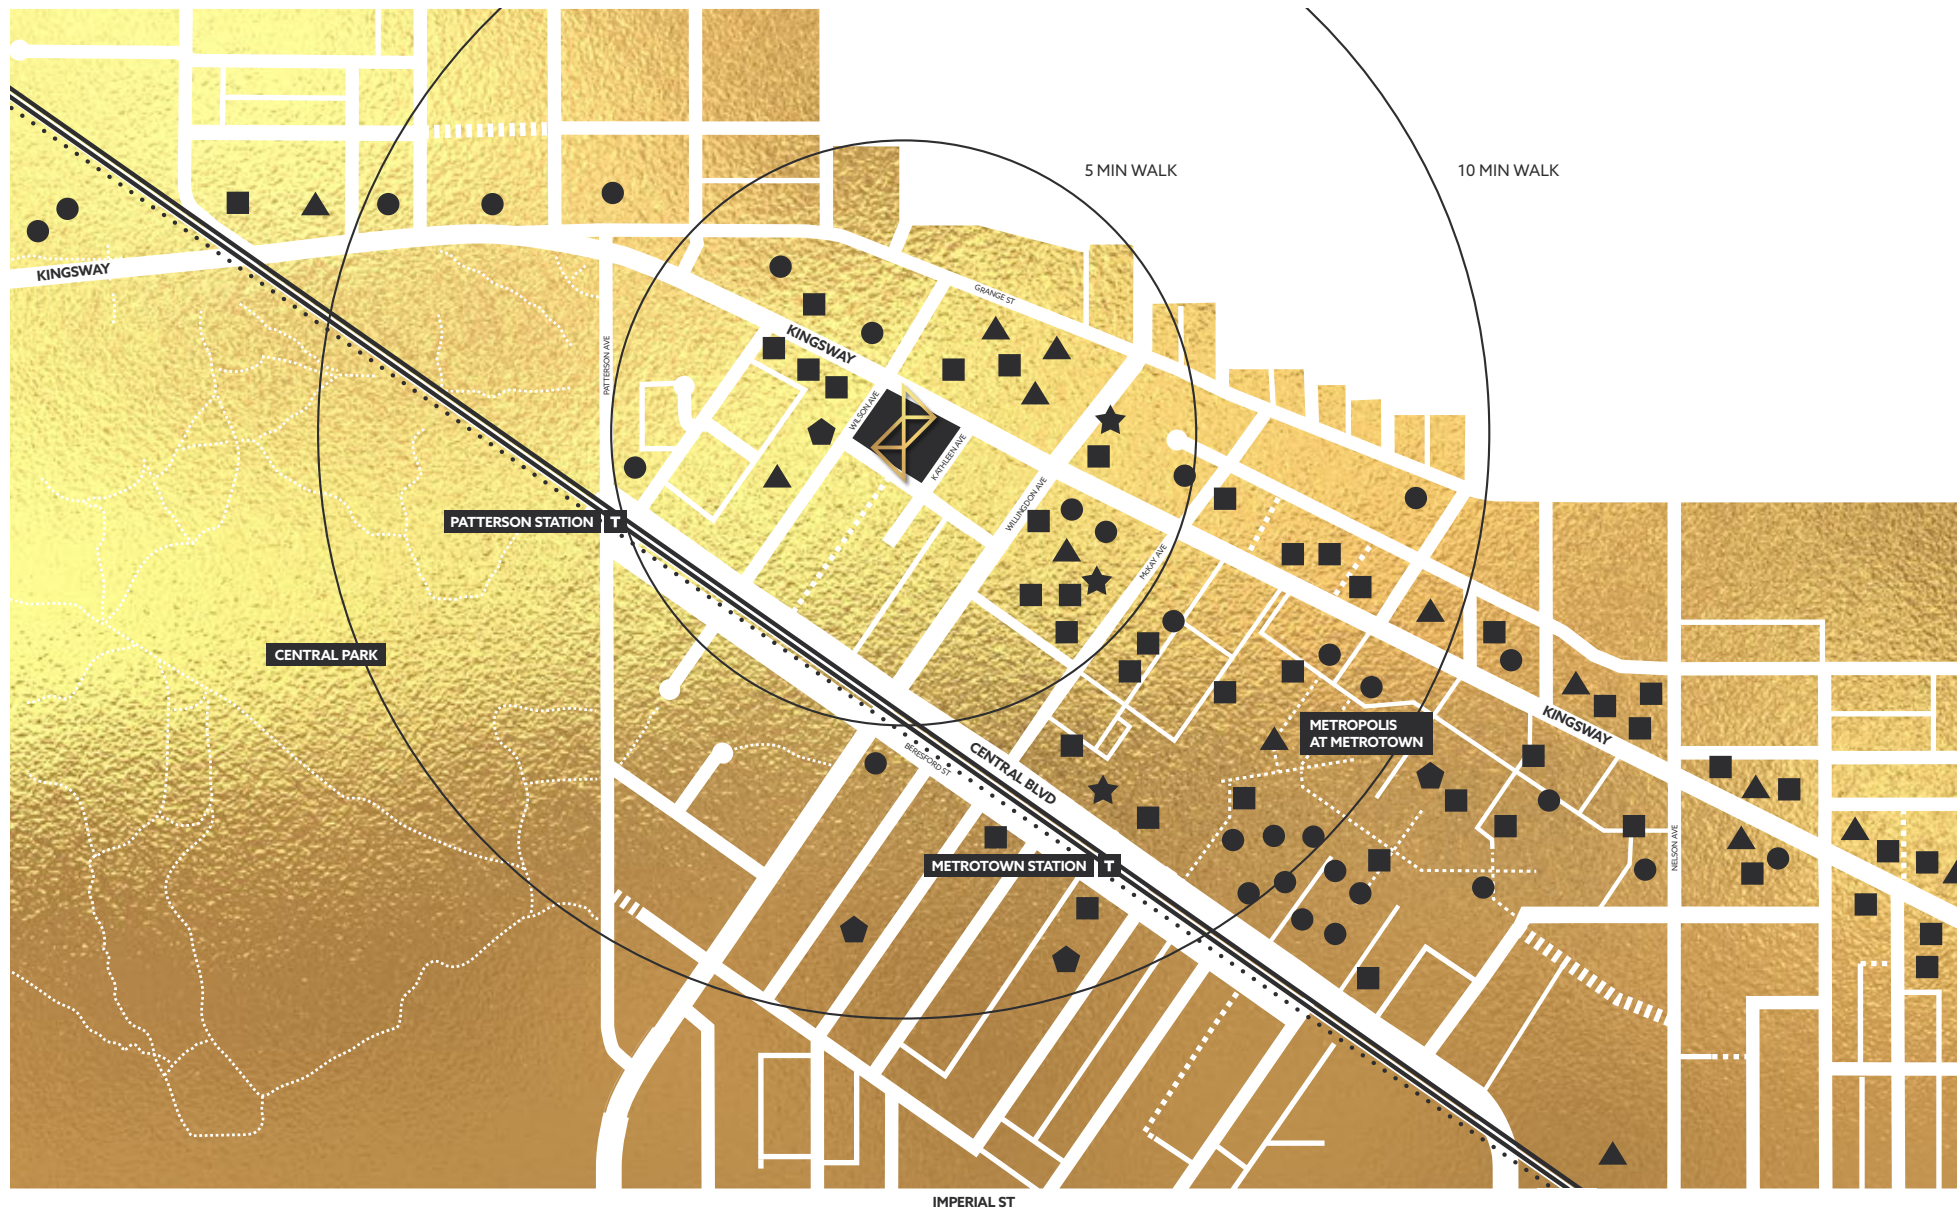 5 MIN WALK
10 MIN WALK
KINGSWAY
GRANGE ST
KINGSWAY
PATTERSON AVE
WILSON AVE
KATHLEEN AVE
WILLINGDON AVE
McKAY AVE
PATTERSON STATION T
CENTRAL PARK
METROPOLIS
AT METROTOWN
KINGSWAY
CENTRAL BLVD
BERESFORD ST
NELSON AVE
METROTOWN STATION T
IMPERIAL ST